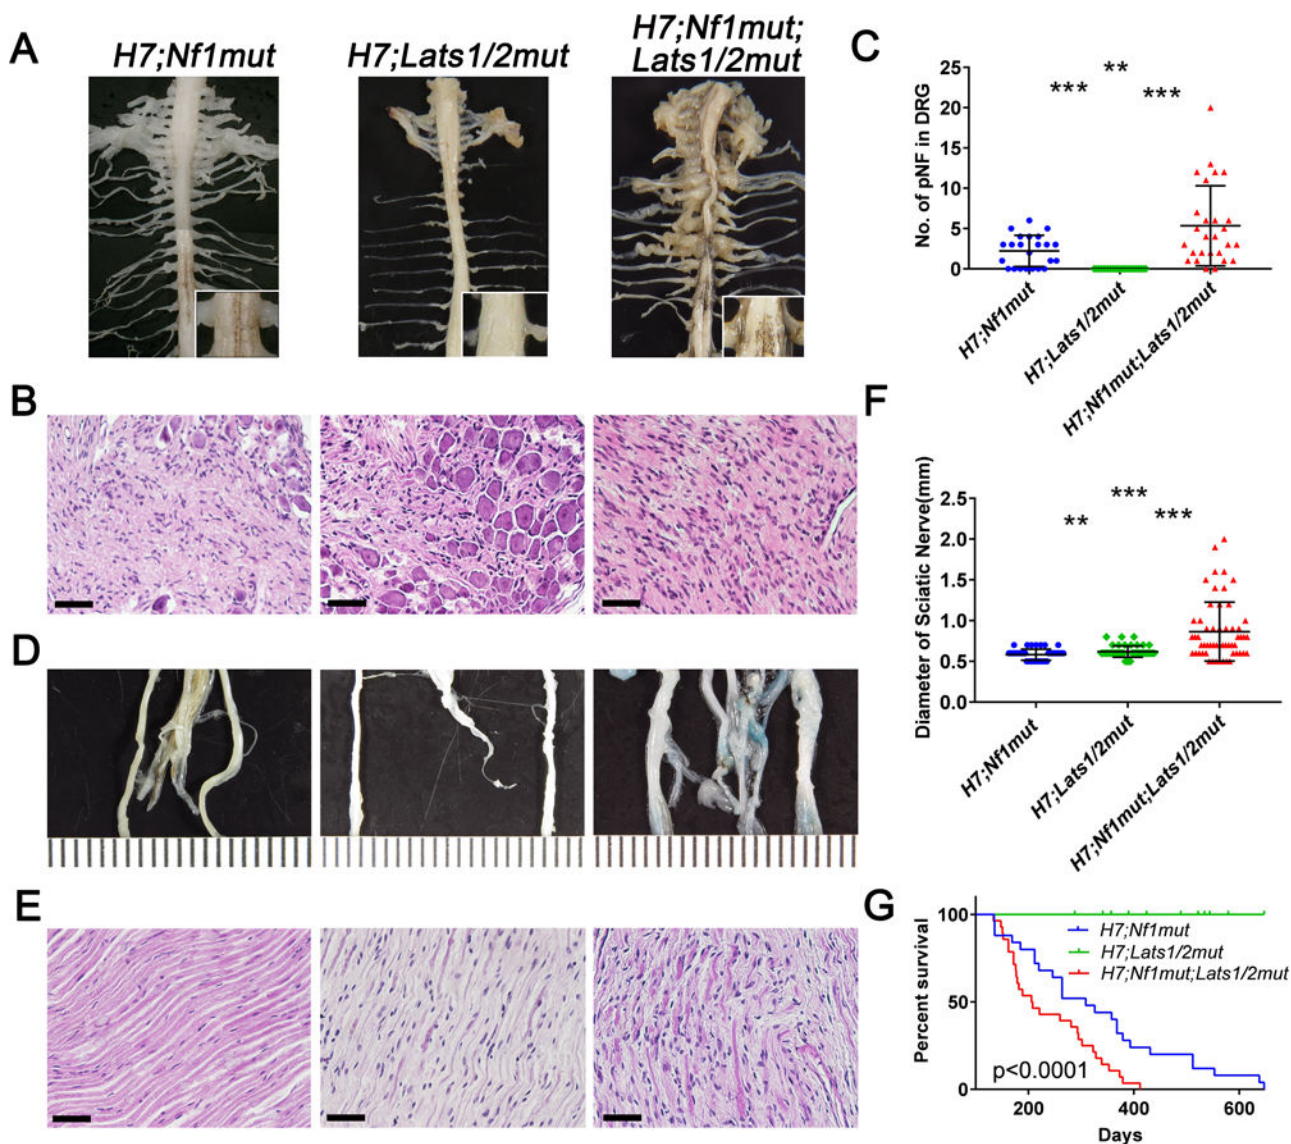 A
H7;Nf1mut
H7;Lats1/2mut
H7;Nf1mut;
Lats1/2mut
B
D
E
C
No. of pNF in DRG
25
20
15
10
5
0
***
**
***
H7;Nf1mut
H7;Lats1/2mut
H7;Nf1mut;Lats1/2mut
F
Diameter of Sciatic Nerve(mm)
2.5
2.0
1.5
1.0
0.5
0.0
**
***
***
H7;Nf1mut
H7;Lats1/2mut
H7;Nf1mut;Lats1/2mut
G
Percent survival
100
50
0
H7;Nf1mut
H7;Lats1/2mut
H7;Nf1mut;Lats1/2mut
p<0.0001
200
400
600
Days